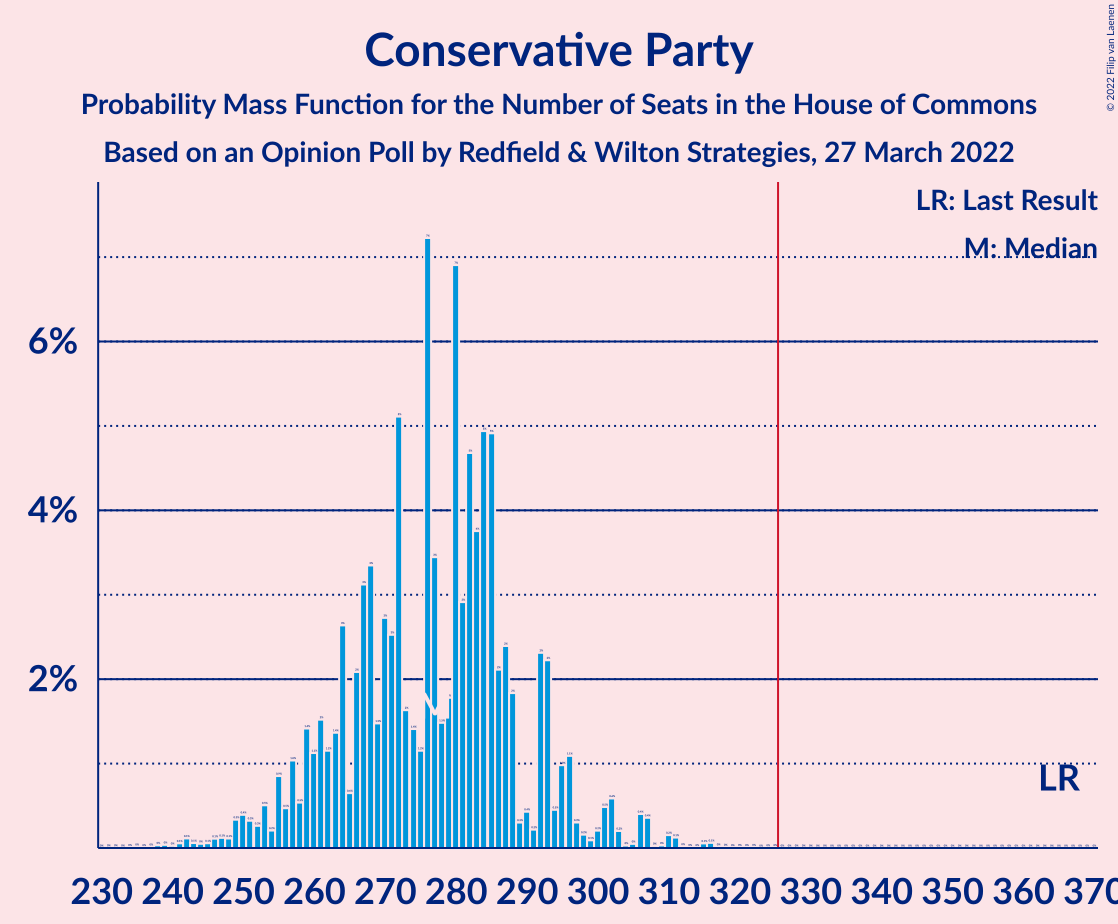 Conservative Party
Probability Mass Function for the Number of Seats in the House of Commons
Based on an Opinion Poll by Redfield & Wilton Strategies, 27 March 2022
© 2022 Filip van Laenen
LR: Last Result
M: Median
6%
4%
2%
M
LR
230 240 250 260 270 280 290 300 310 320 330 340 350 360 370